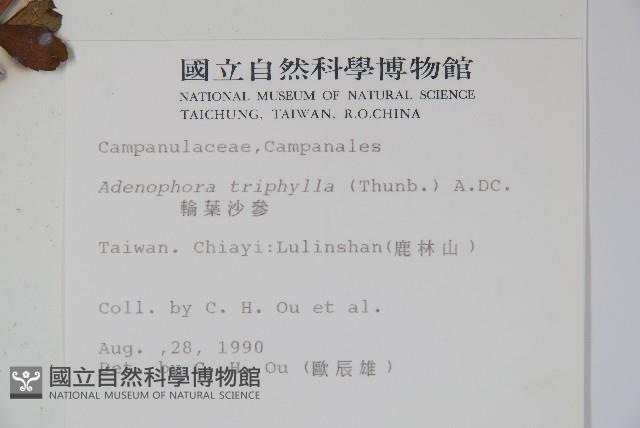 國立自然科學博物館
NATIONAL MUSEUM OF NATURAL SCIENCE
TAICHUNG, TAIWAN, R.O.CHINA
Campanulaceae,Campanales
Adenophora triphylla (Thunb.) A.DC.
輪葉沙參
Taiwan. Chiayi:Lulinshan(鹿林山)
Coll. by C. H. Ou et al.
Aug. ,28, 1990
Det. by C. H. Ou (歐辰雄)
國立自然科學博物館
NATIONAL MUSEUM OF NATURAL SCIENCE